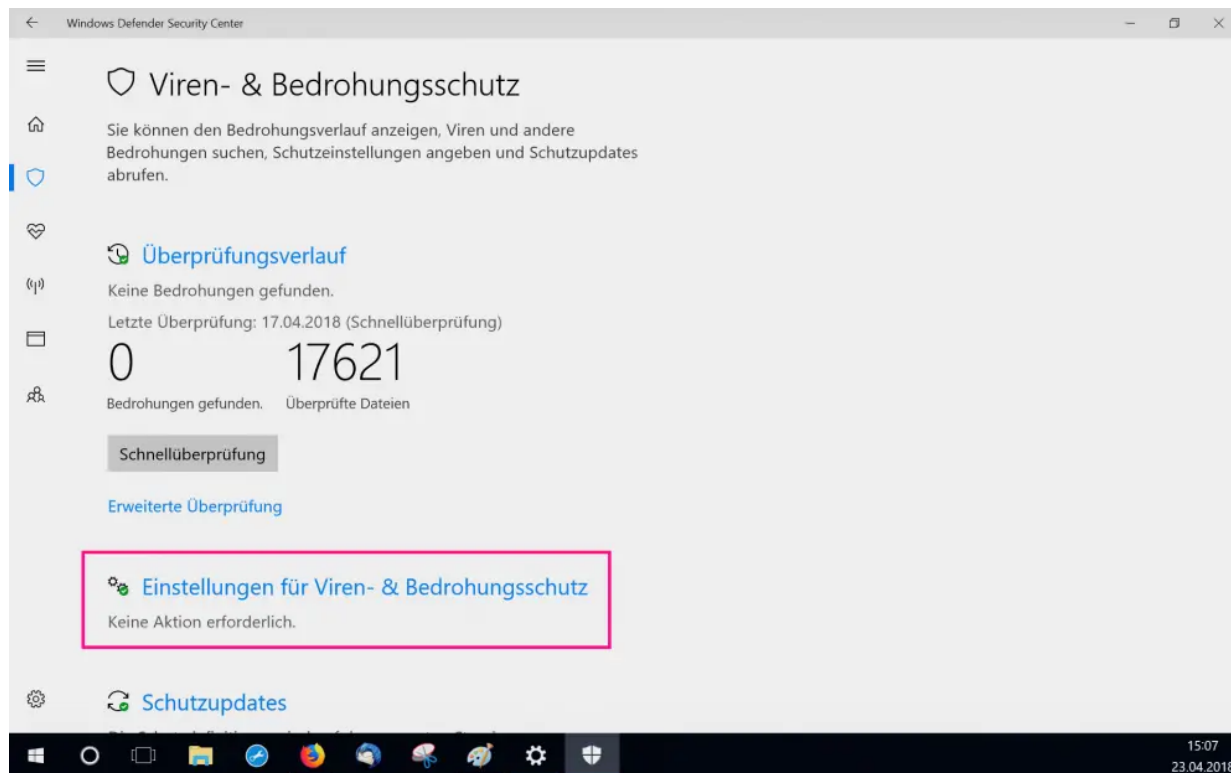 Windows Defender Security Center
Viren- & Bedrohungsschutz
Sie können den Bedrohungsverlauf anzeigen, Viren und andere
Bedrohungen suchen, Schutzeinstellungen angeben und Schutzupdates
abrufen.
Überprüfungsverlauf
Keine Bedrohungen gefunden.
Letzte Überprüfung: 17.04.2018 (Schnellüberprüfung)
0 17621
Bedrohungen gefunden. Überprüfte Dateien
Schnellüberprüfung
Erweiterte Überprüfung
Einstellungen für Viren- & Bedrohungsschutz
Keine Aktion erforderlich.
Schutzupdates
15:07
23.04.2018